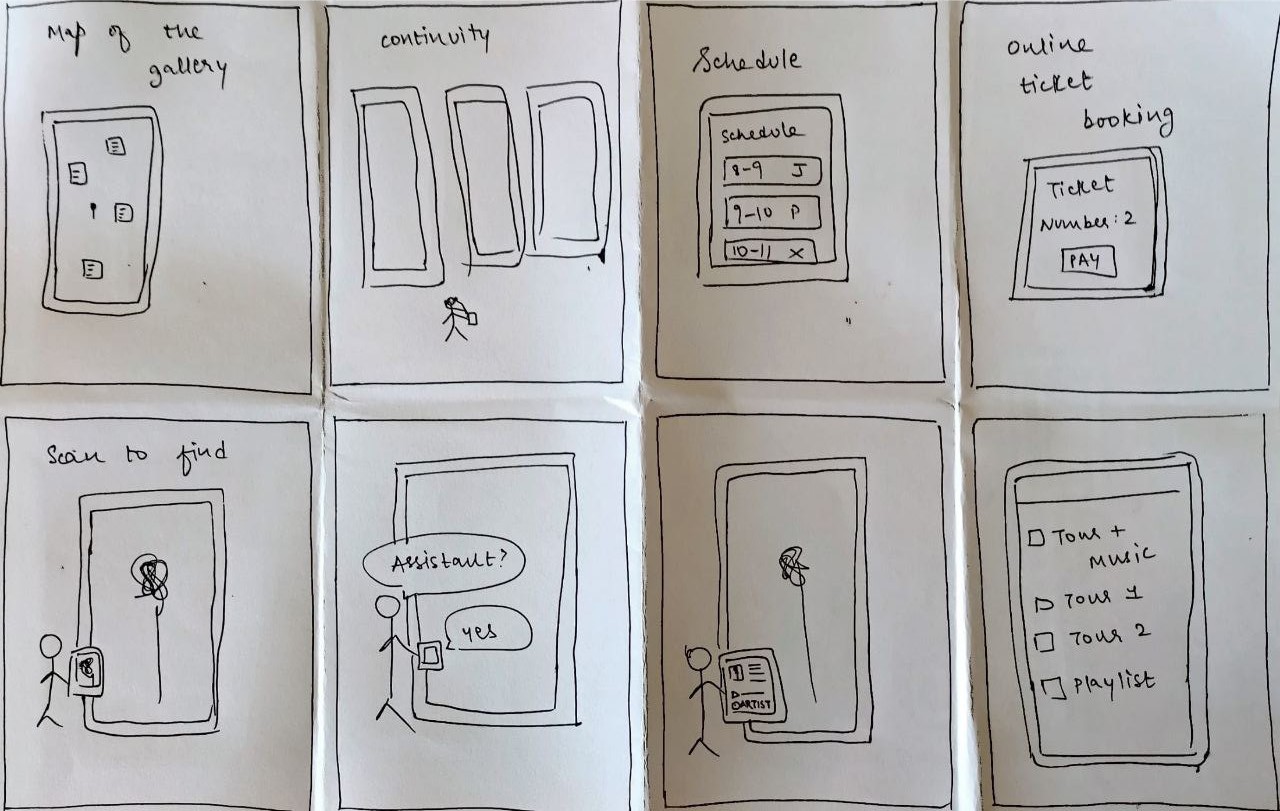 Map of the
gallery
continuity
Schedule
schedule
8-9 J
9-10 P
10-11 X
online
ticket
booking
Ticket
Number: 2
PAY
Scan to find
Assistant?
yes
ARTIST
Tour +
Music
Tour 1
Tour 2
Playlist